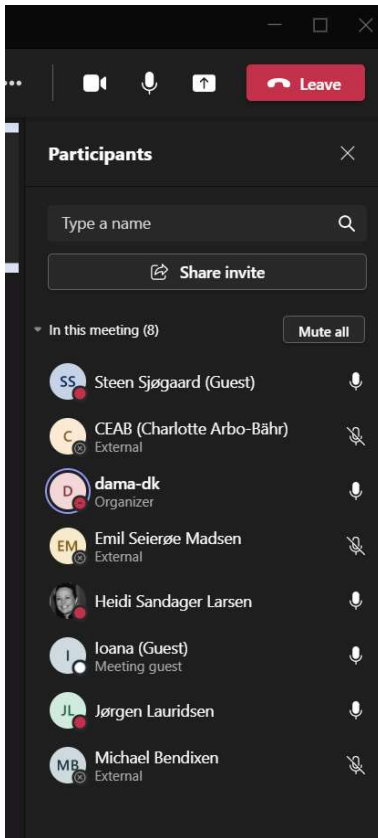 Leave
Participants
Type a name
Share invite
In this meeting (8)
Mute all
SS
Steen Sjøgaard (Guest)
C
CEAB (Charlotte Arbo-Bähr)
External
D
dama-dk
Organizer
EM
Emil Seierøe Madsen
External
Heidi Sandager Larsen
I
Ioana (Guest)
Meeting guest
JL
Jørgen Lauridsen
MB
Michael Bendixen
External